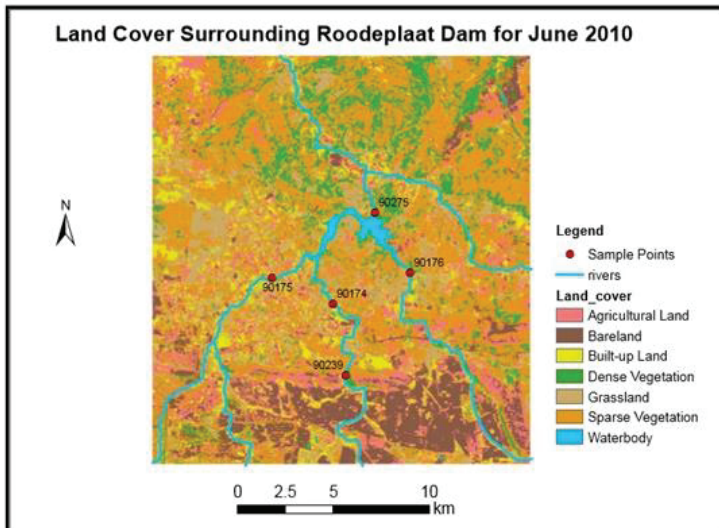 Land Cover Surrounding Roodeplaat Dam for June 2010
N
90275
90176
90175
90174
90239
Legend
Sample Points
rivers
Land_cover
Agricultural Land
Bareland
Built-up Land
Dense Vegetation
Grassland
Sparse Vegetation
Waterbody
0 2.5 5 10
km